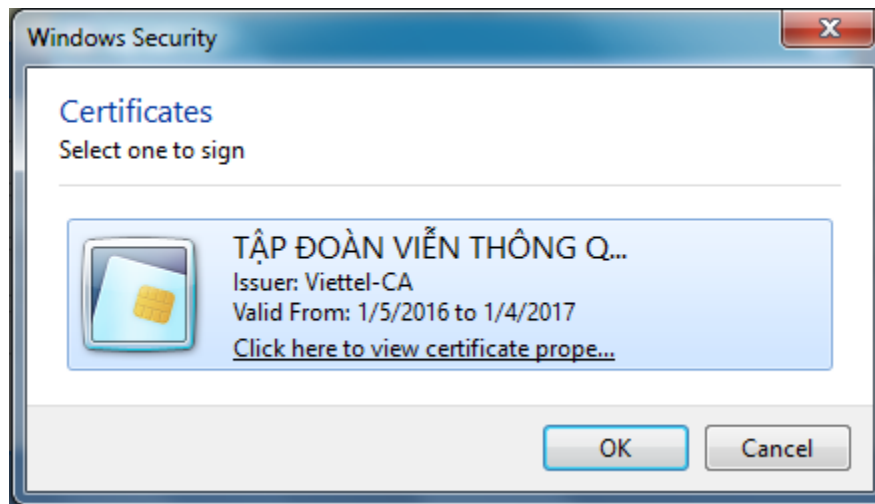 Windows Security
Certificates
Select one to sign
TẬP ĐOÀN VIỄN THÔNG Q...
Issuer: Viettel-CA
Valid From: 1/5/2016 to 1/4/2017
Click here to view certificate prope...
OK
Cancel